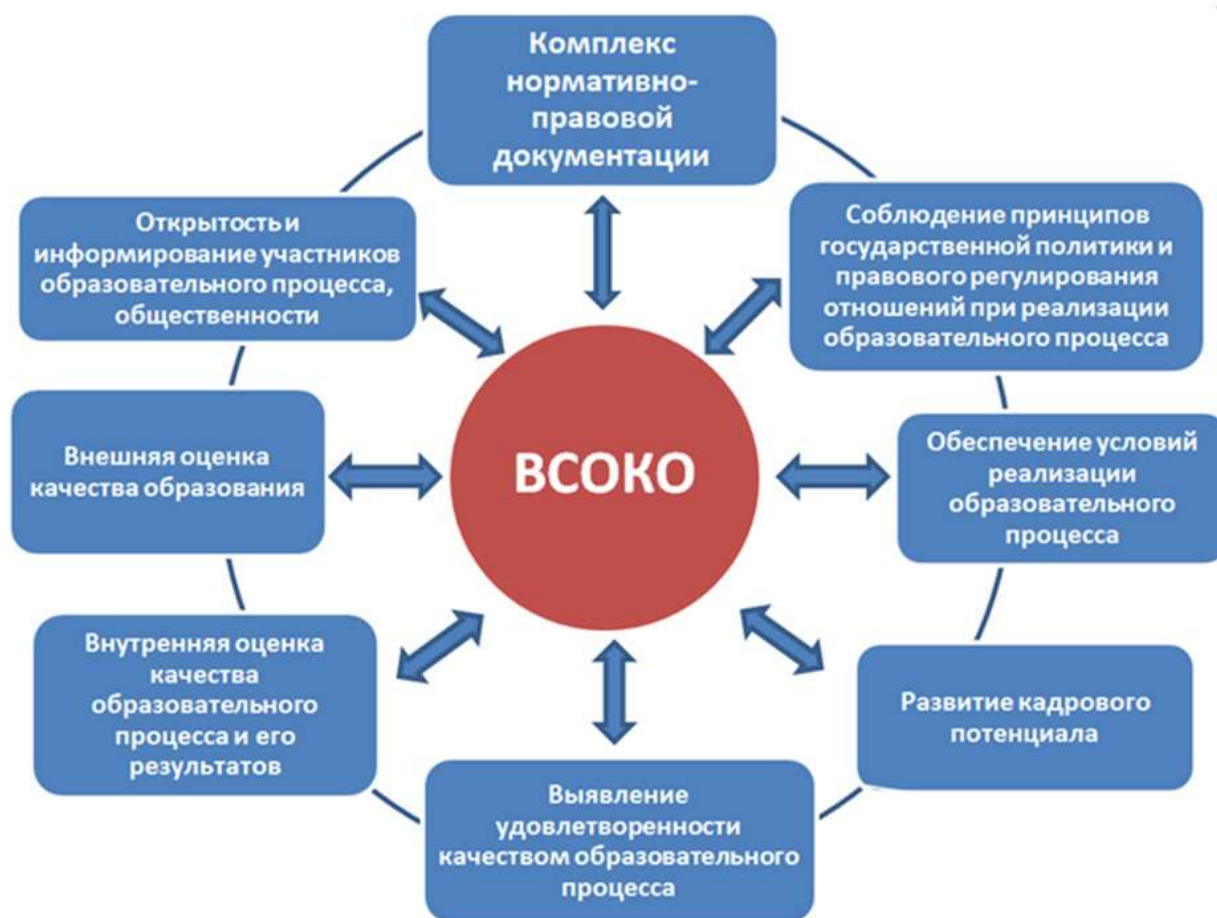 Комплекс
нормативно-
правовой
документации
Открытость и
информирование участников
образовательного процесса,
общественности
Соблюдение принципов
государственной политики и
правового регулирования
отношений при реализации
образовательного процесса
Внешняя оценка
качества образования
ВСОКО
Обеспечение условий
реализации
образовательного
процесса
Внутренняя оценка
качества
образовательного
процесса и его
результатов
Развитие кадрового
потенциала
Выявление
удовлетворенности
качеством образовательного
процесса